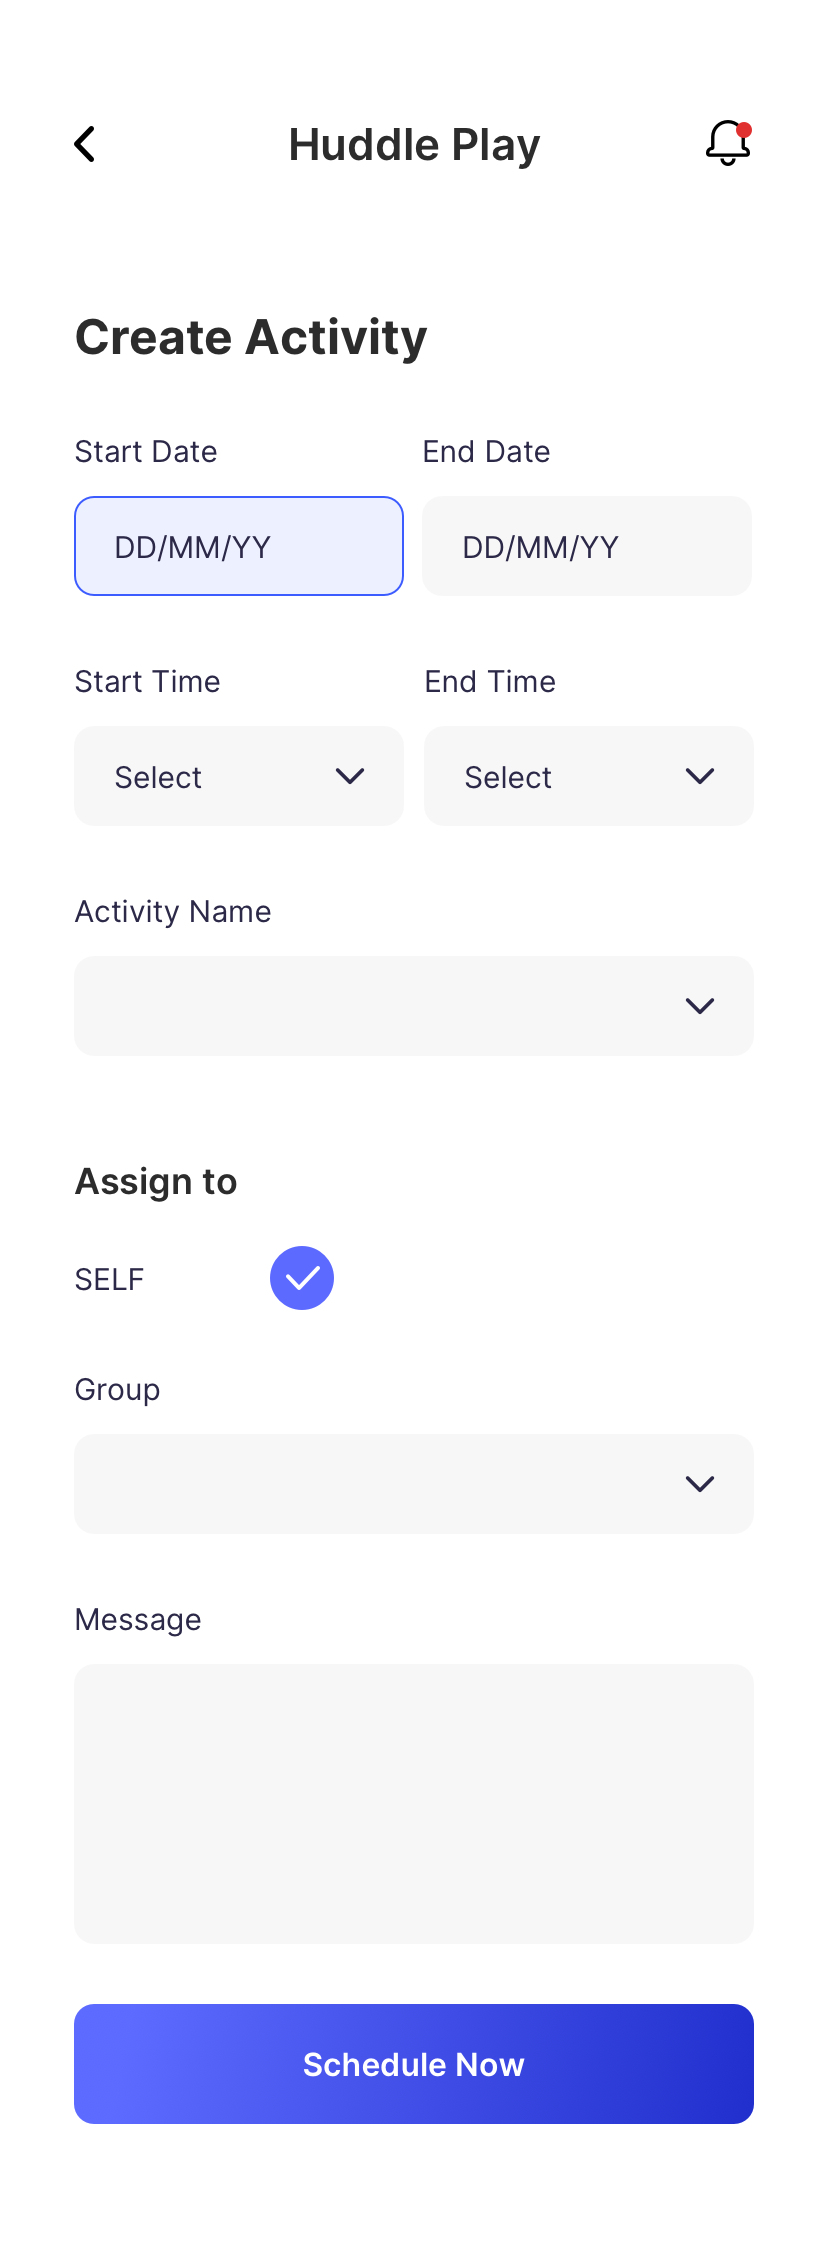 Huddle Play
Create Activity
Start Date End Date
DD/MM/YY DD/MM/YY
Start Time End Time
Select Select
Activity Name
Assign to
SELF
Group
Message
Schedule Now